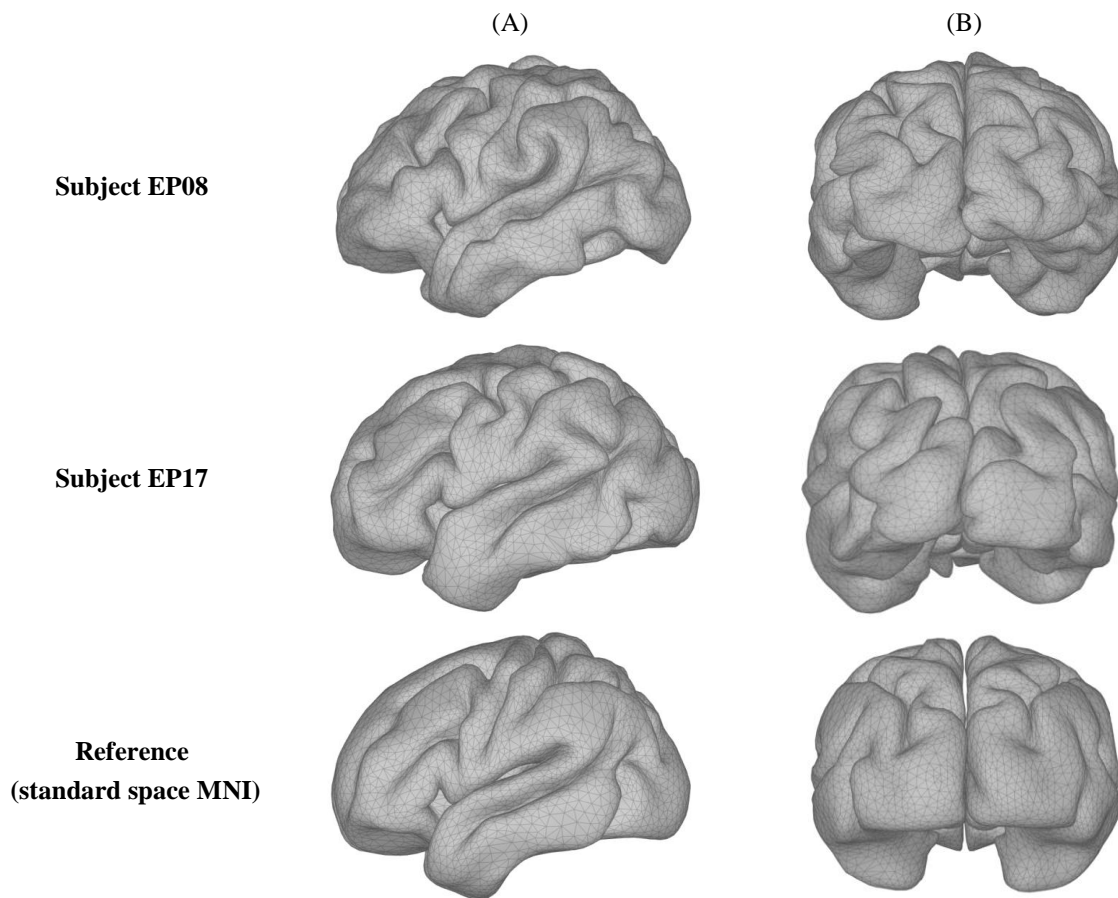 (A) (B)
Subject EP08
Subject EP17
Reference
(standard space MNI)